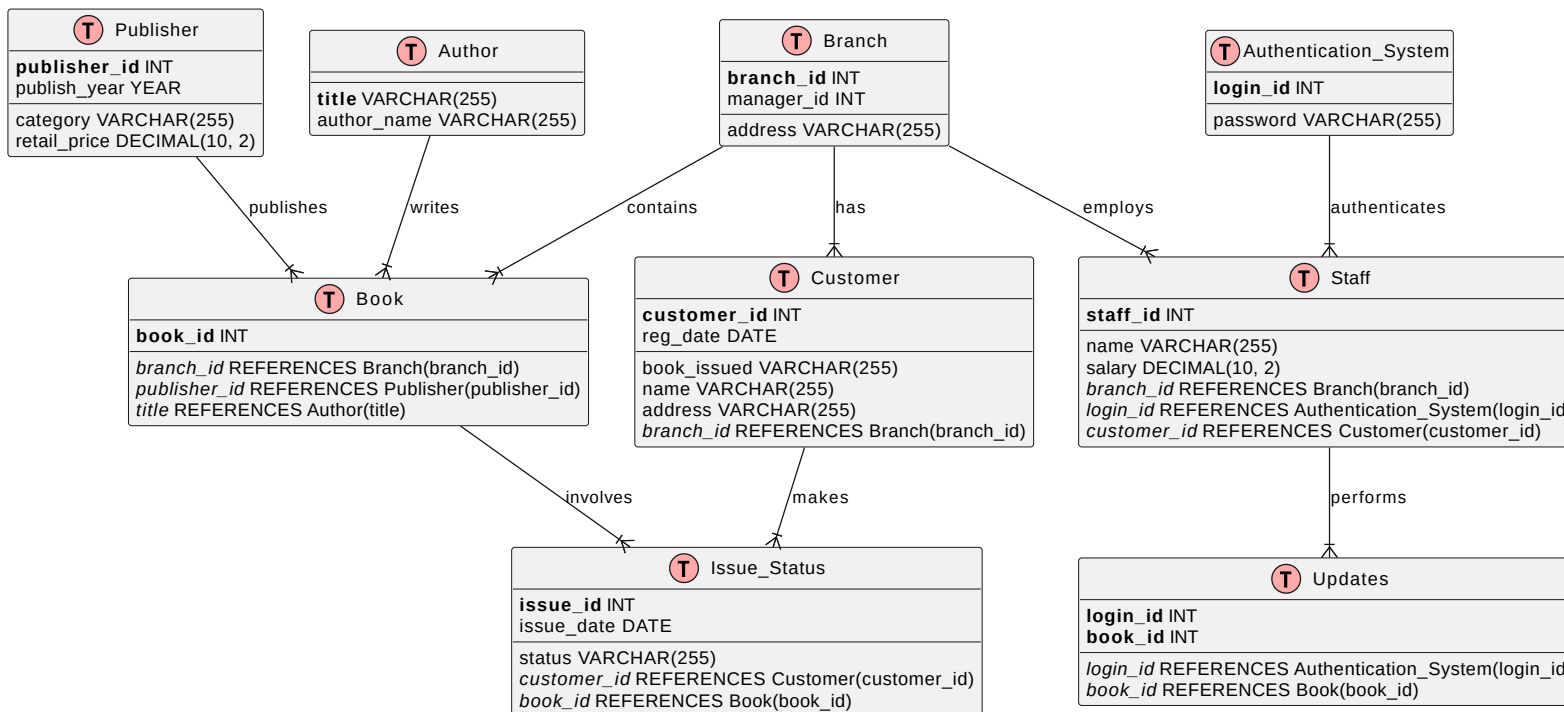 T Publisher
publisher_id INT
publish_year YEAR
category VARCHAR(255)
retail_price DECIMAL(10, 2)
T Author
title VARCHAR(255)
author_name VARCHAR(255)
T Branch
branch_id INT
manager_id INT
address VARCHAR(255)
T Authentication_System
login_id INT
password VARCHAR(255)
publishes
writes
contains
has
employs
authenticates
T Book
book_id INT
branch_id REFERENCES Branch(branch_id)
publisher_id REFERENCES Publisher(publisher_id)
title REFERENCES Author(title)
T Customer
customer_id INT
reg_date DATE
book_issued VARCHAR(255)
name VARCHAR(255)
address VARCHAR(255)
branch_id REFERENCES Branch(branch_id)
T Staff
staff_id INT
name VARCHAR(255)
salary DECIMAL(10, 2)
branch_id REFERENCES Branch(branch_id)
login_id REFERENCES Authentication_System(login_id
customer_id REFERENCES Customer(customer_id)
involves
makes
performs
T Issue_Status
issue_id INT
issue_date DATE
status VARCHAR(255)
customer_id REFERENCES Customer(customer_id)
book_id REFERENCES Book(book_id)
T Updates
login_id INT
book_id INT
login_id REFERENCES Authentication_System(login_id
book_id REFERENCES Book(book_id)